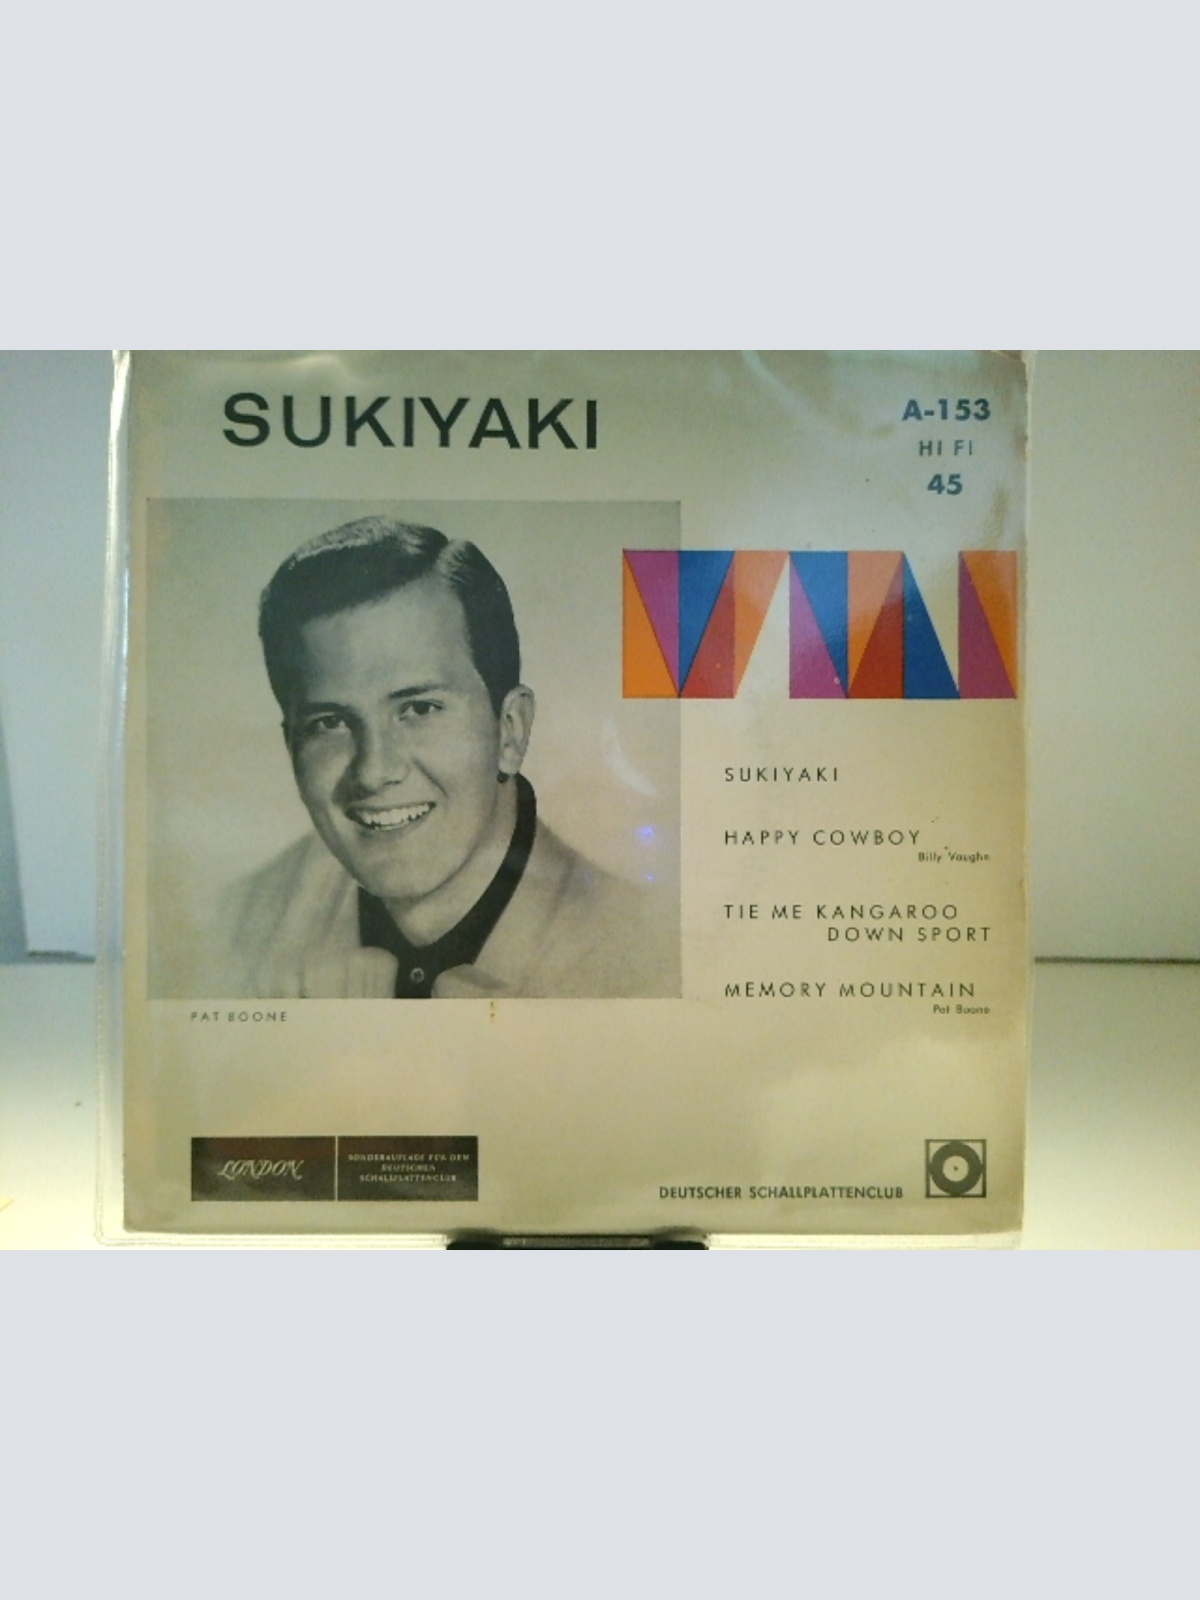 SUKIYAKI
A-153
HI FI
45
SUKIYAKI
HAPPY COWBOY
Billy Vaughn
TIE ME KANGAROO
DOWN SPORT
MEMORY MOUNTAIN
Pat Boone
PAT BOONE
LONDON
SONDERAUFLAGE FÜR DEN
DEUTSCHEN
SCHALLPLATTENCLUB
DEUTSCHER SCHALLPLATTENCLUB